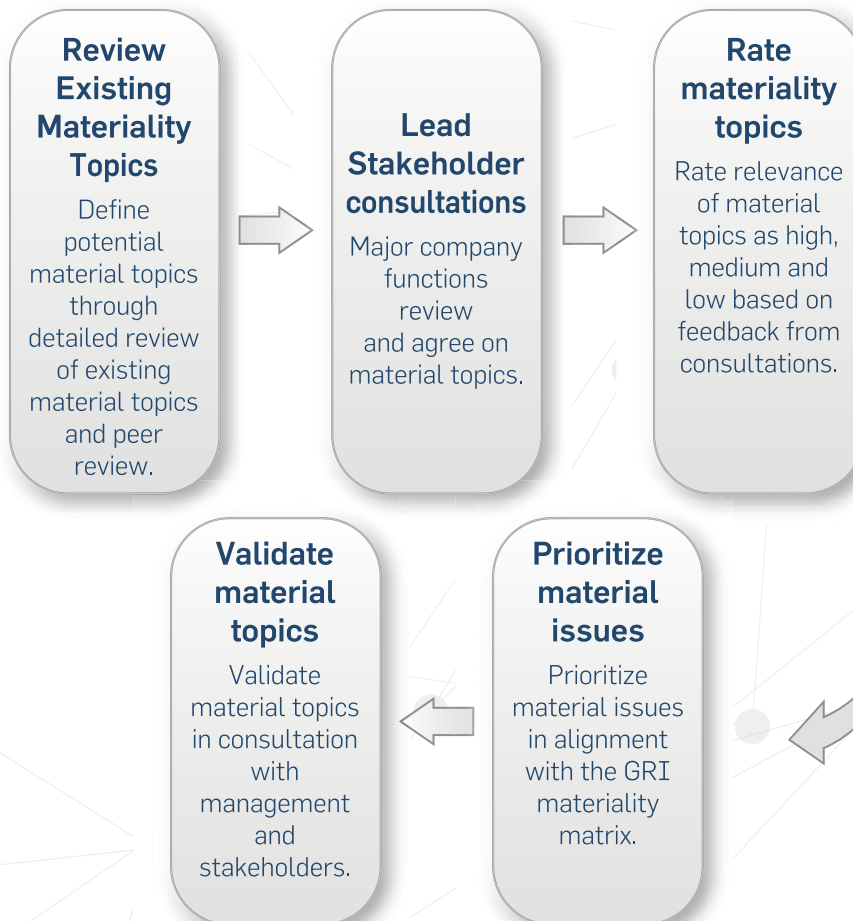 Review
Existing
Materiality
Topics
Define
potential
material topics
through
detailed review
of existing
material topics
and peer
review.
Lead
Stakeholder
consultations
Major company
functions
review
and agree on
material topics.
Rate
materiality
topics
Rate relevance
of material
topics as high,
medium and
low based on
feedback from
consultations.
Prioritize
material
issues
Prioritize
material issues
in alignment
with the GRI
materiality
matrix.
Validate
material
topics
Validate
material topics
in consultation
with
management
and
stakeholders.